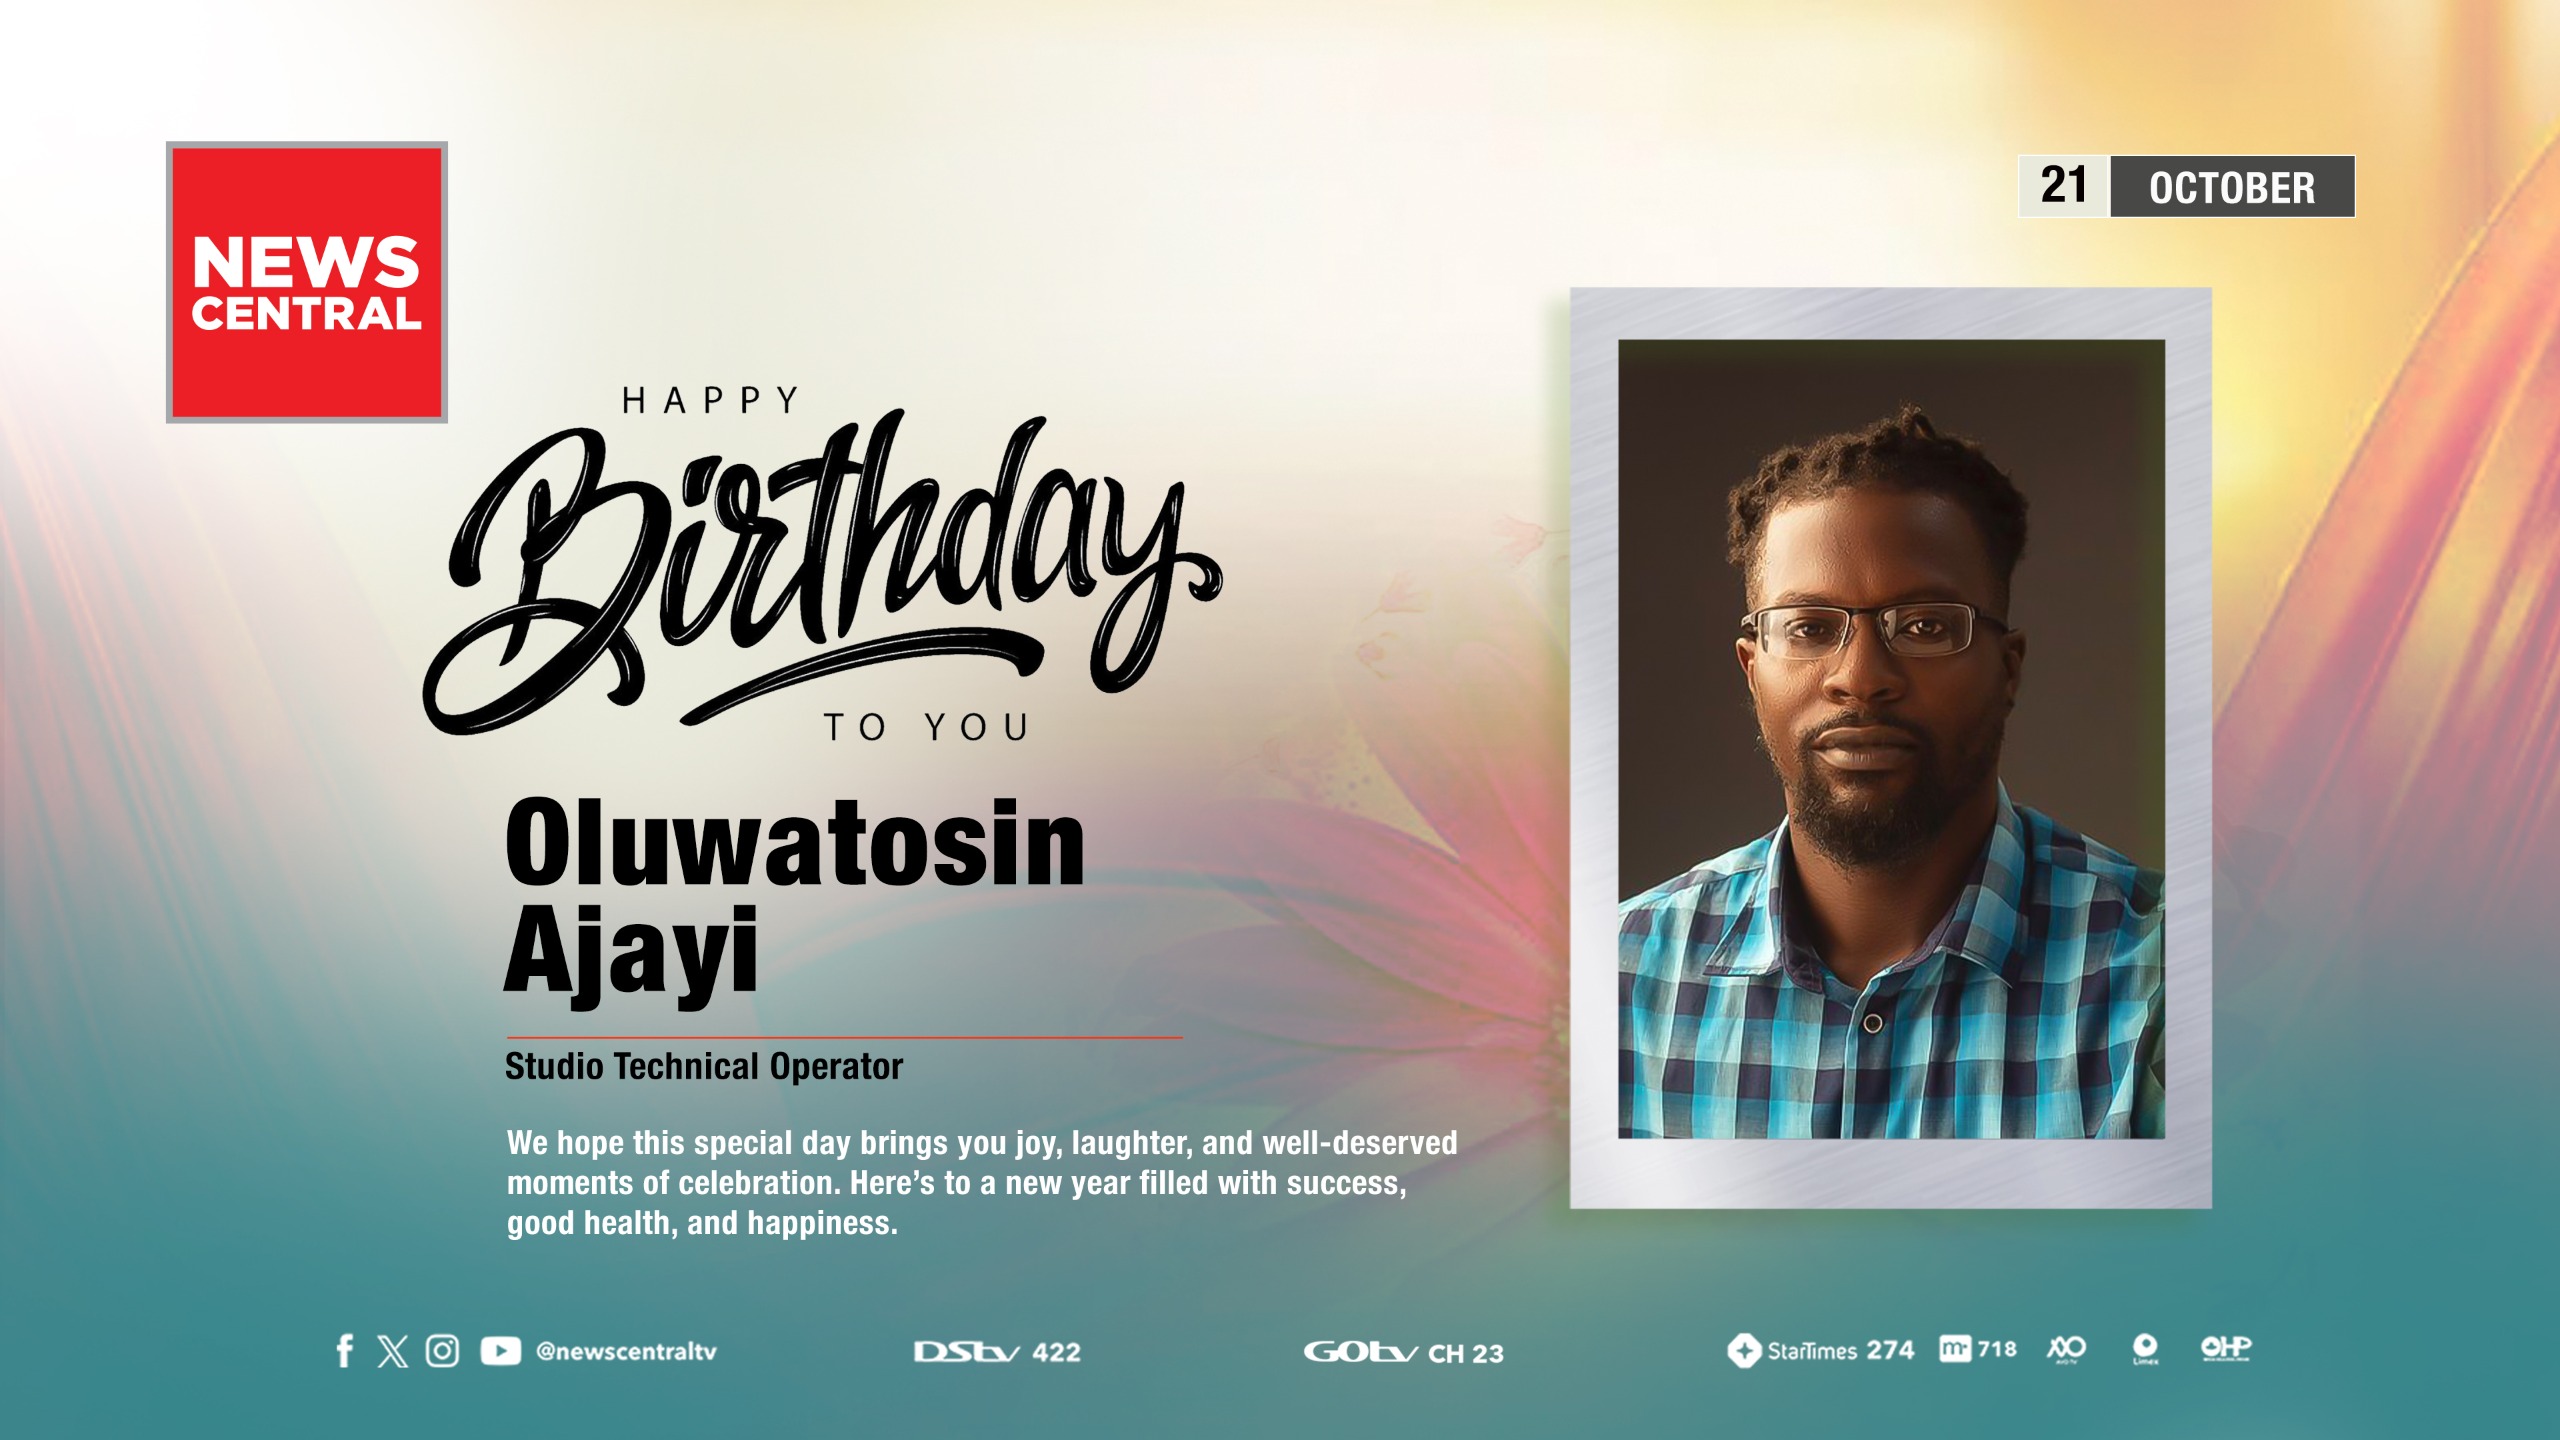 NEWS
CENTRAL
21 OCTOBER
HAPPY
Birthday
TO YOU
Oluwatosin
Ajayi
Studio Technical Operator
We hope this special day brings you joy, laughter, and well-deserved
moments of celebration. Here’s to a new year filled with success,
good health, and happiness.
@newscentraltv DStv 422 GOtv CH 23 StarTimes 274 718 Limex OHP